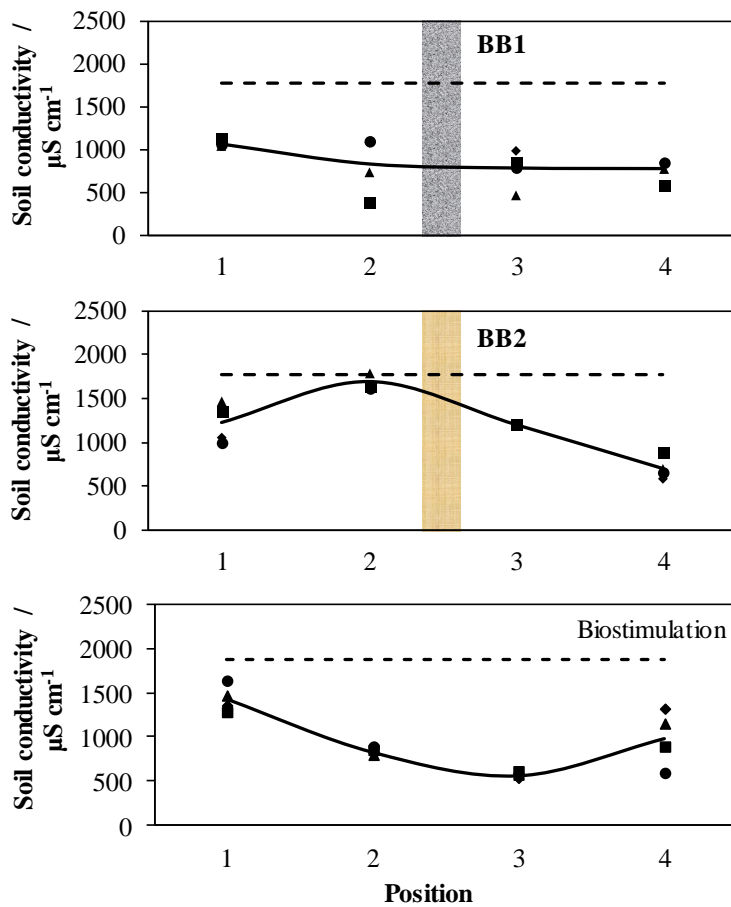 Soil conductivity /
µS cm-1
2500
2000
1500
1000
500
0
BB1
1 2 3 4
Soil conductivity /
µS cm-1
2500
2000
1500
1000
500
0
BB2
1 2 3 4
Soil conductivity /
µS cm-1
2500
2000
1500
1000
500
0
Biostimulation
1 2 3 4
Position